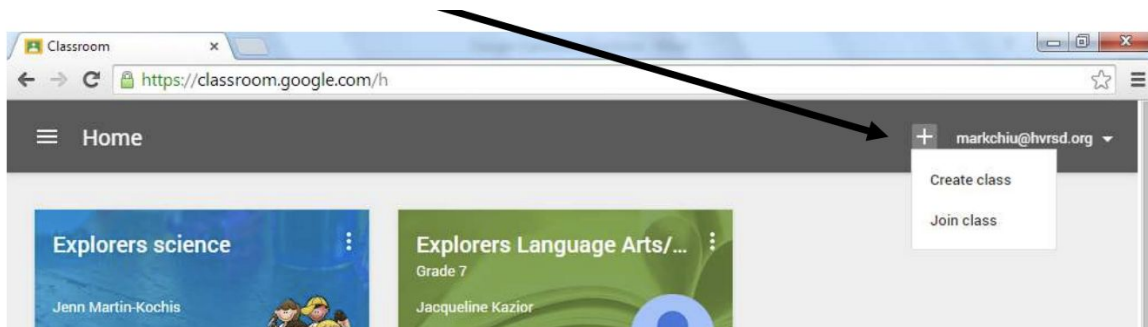 Classroom
https://classroom.google.com/h
Home
markchiu@hvrsd.org
Create class
Join class
Explorers science
Jenn Martin-Kochis
Explorers Language Arts/...
Grade 7
Jacqueline Kazior